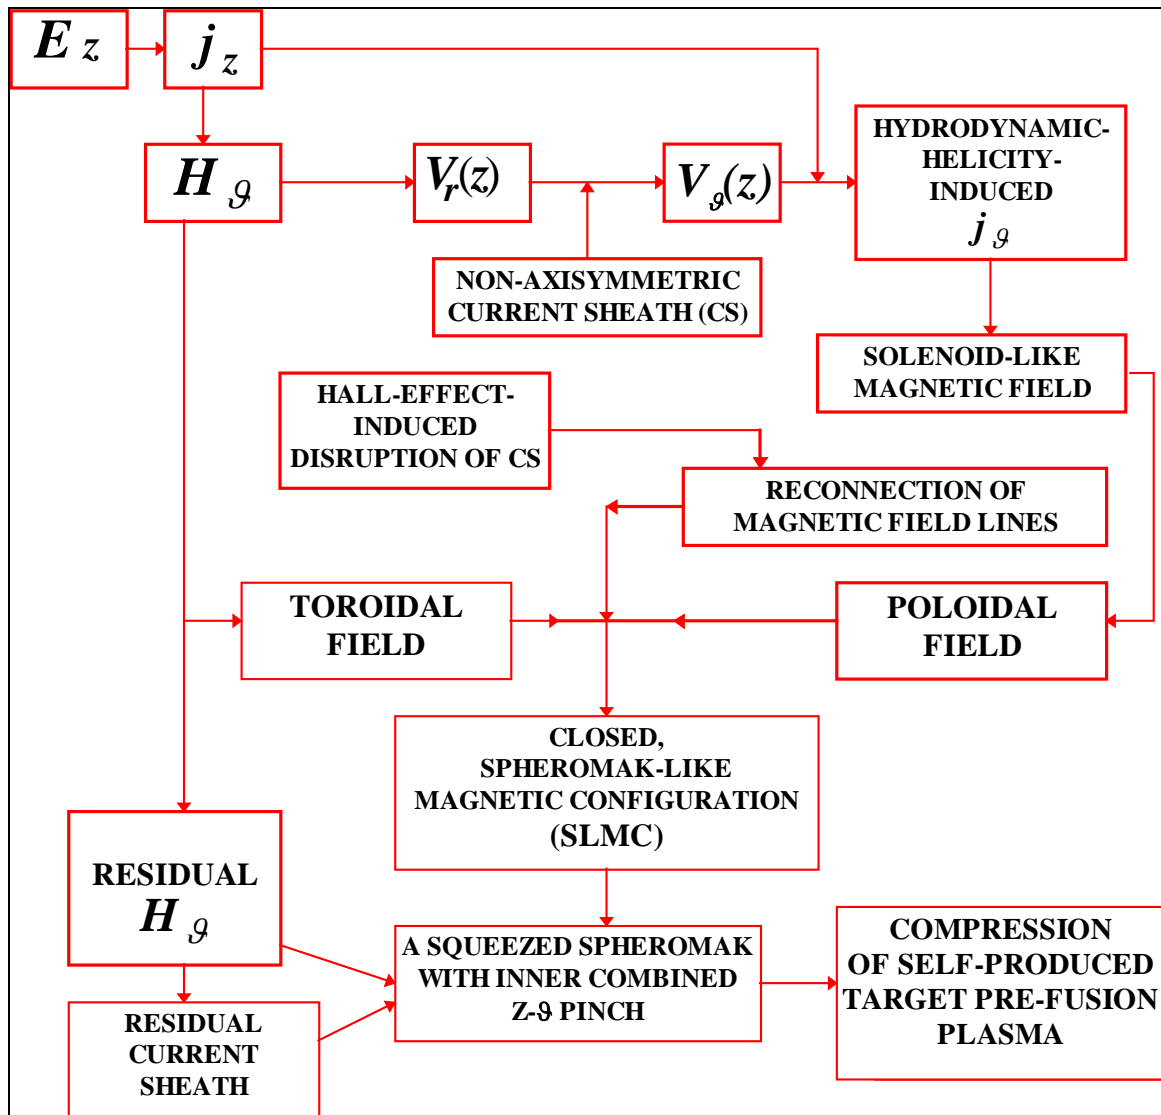 E z
j z
H ϑ
V r (z)
V ϑ (z)
HYDRODYNAMIC-
HELICITY-
INDUCED
j ϑ
NON-AXISYMMETRIC
CURRENT SHEATH (CS)
SOLENOID-LIKE
MAGNETIC FIELD
HALL-EFFECT-
INDUCED
DISRUPTION OF CS
RECONNECTION OF
MAGNETIC FIELD LINES
TOROIDAL
FIELD
POLOIDAL
FIELD
CLOSED,
SPHEROMAK-LIKE
MAGNETIC CONFIGURATION
(SLMC)
RESIDUAL
H ϑ
A SQUEEZED SPHEROMAK
WITH INNER COMBINED
Z-ϑ PINCH
COMPRESSION
OF SELF-PRODUCED
TARGET PRE-FUSION
PLASMA
RESIDUAL
CURRENT
SHEATH